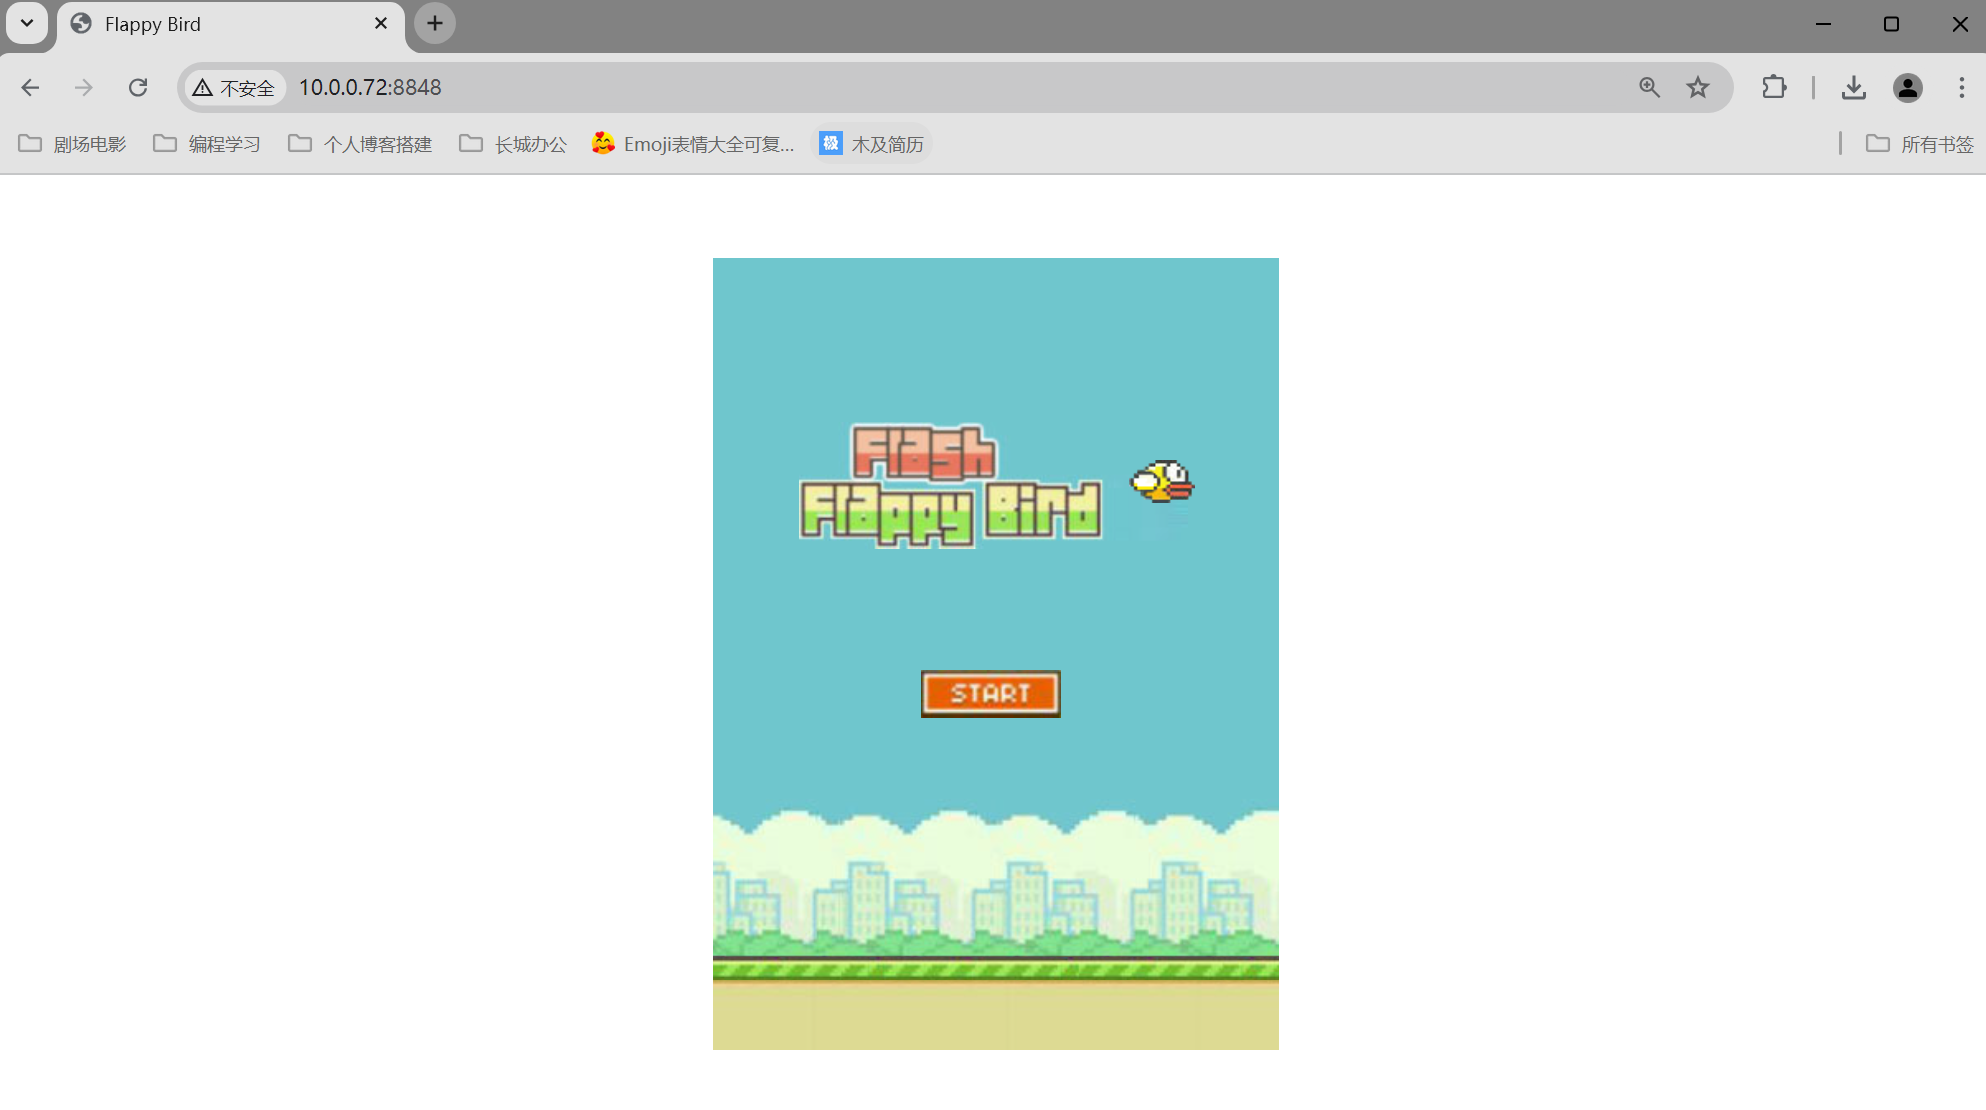 Flappy Bird
不安全
10.0.0.72:8848
剧场电影
编程学习
个人博客搭建
长城办公
Emoji表情大全可复...
极
木及简历
所有书签
Flash
Flappy Bird
START